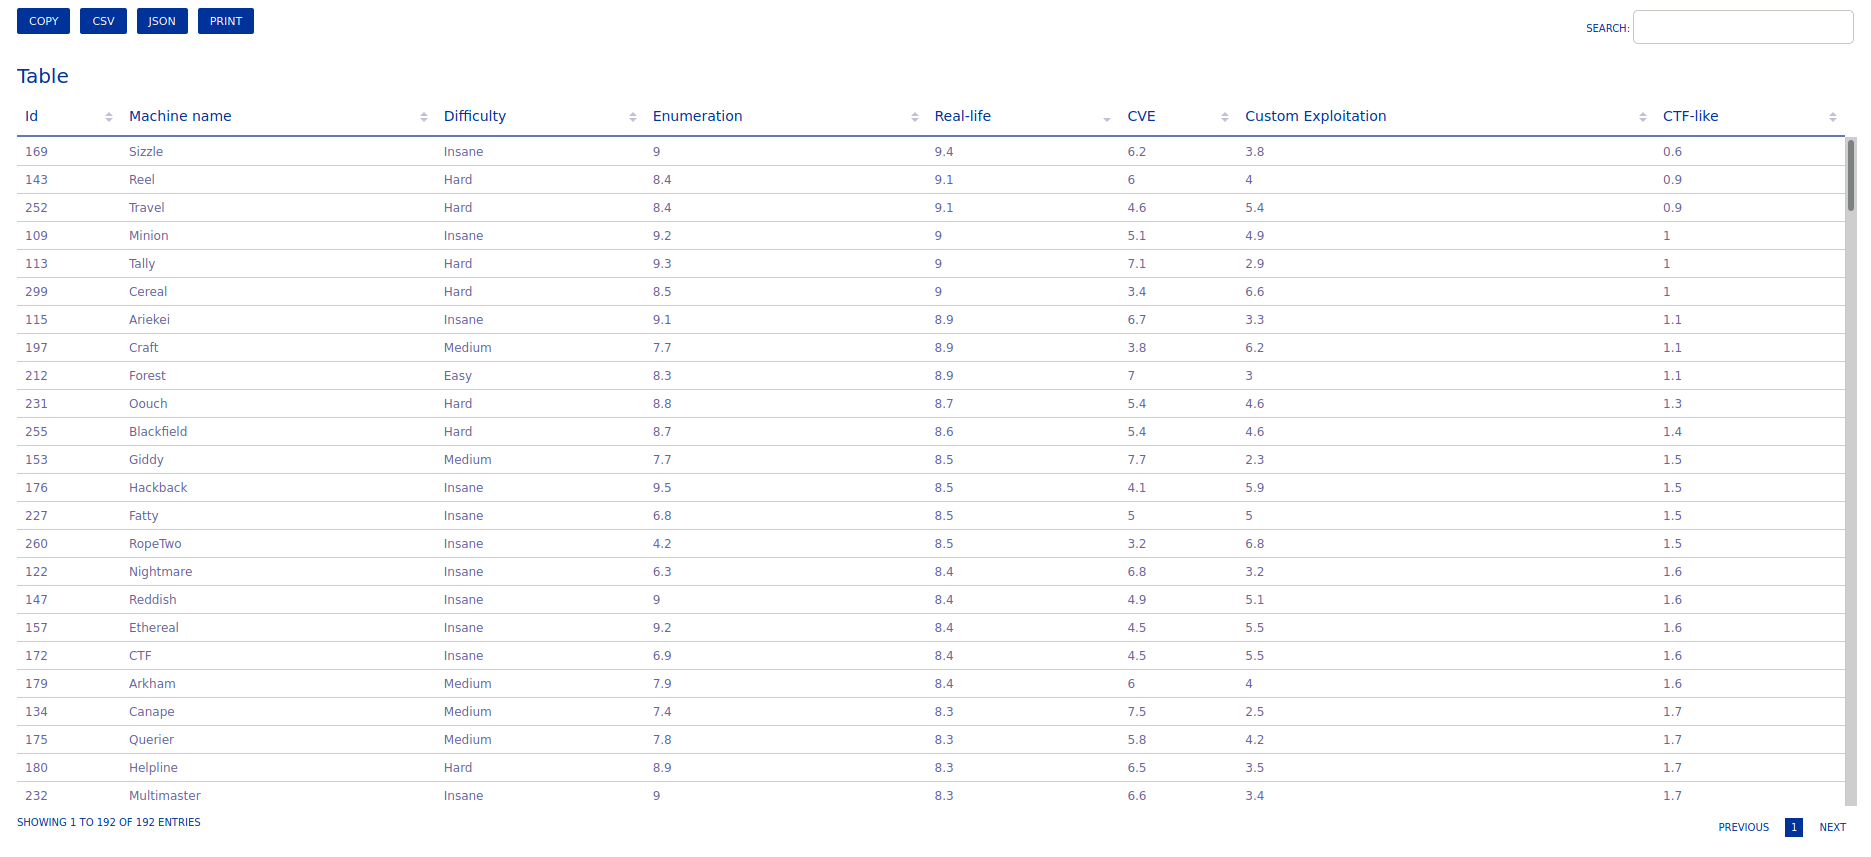 COPY CSV JSON PRINT SEARCH:
Table
Id Machine name Difficulty Enumeration Real-life CVE Custom Exploitation CTF-like
169 Sizzle Insane 9 9.4 6.2 3.8 0.6
143 Reel Hard 8.4 9.1 6 4 0.9
252 Travel Hard 8.4 9.1 4.6 5.4 0.9
109 Minion Insane 9.2 9 5.1 4.9 1
113 Tally Hard 9.3 9 7.1 2.9 1
299 Cereal Hard 8.5 9 3.4 6.6 1
115 Ariekei Insane 9.1 8.9 6.7 3.3 1.1
197 Craft Medium 7.7 8.9 3.8 6.2 1.1
212 Forest Easy 8.3 8.9 7 3 1.1
231 Oouch Hard 8.8 8.7 5.4 4.6 1.3
255 Blackfield Hard 8.7 8.6 5.4 4.6 1.4
153 Giddy Medium 7.7 8.5 7.7 2.3 1.5
176 Hackback Insane 9.5 8.5 4.1 5.9 1.5
227 Fatty Insane 6.8 8.5 5 5 1.5
260 RopeTwo Insane 4.2 8.5 3.2 6.8 1.5
122 Nightmare Insane 6.3 8.4 6.8 3.2 1.6
147 Reddish Insane 9 8.4 4.9 5.1 1.6
157 Ethereal Insane 9.2 8.4 4.5 5.5 1.6
172 CTF Insane 6.9 8.4 4.5 5.5 1.6
179 Arkham Medium 7.9 8.4 6 4 1.6
134 Canape Medium 7.4 8.3 7.5 2.5 1.7
175 Querier Medium 7.8 8.3 5.8 4.2 1.7
180 Helpline Hard 8.9 8.3 6.5 3.5 1.7
232 Multimaster Insane 9 8.3 6.6 3.4 1.7
SHOWING 1 TO 192 OF 192 ENTRIES PREVIOUS 1 NEXT